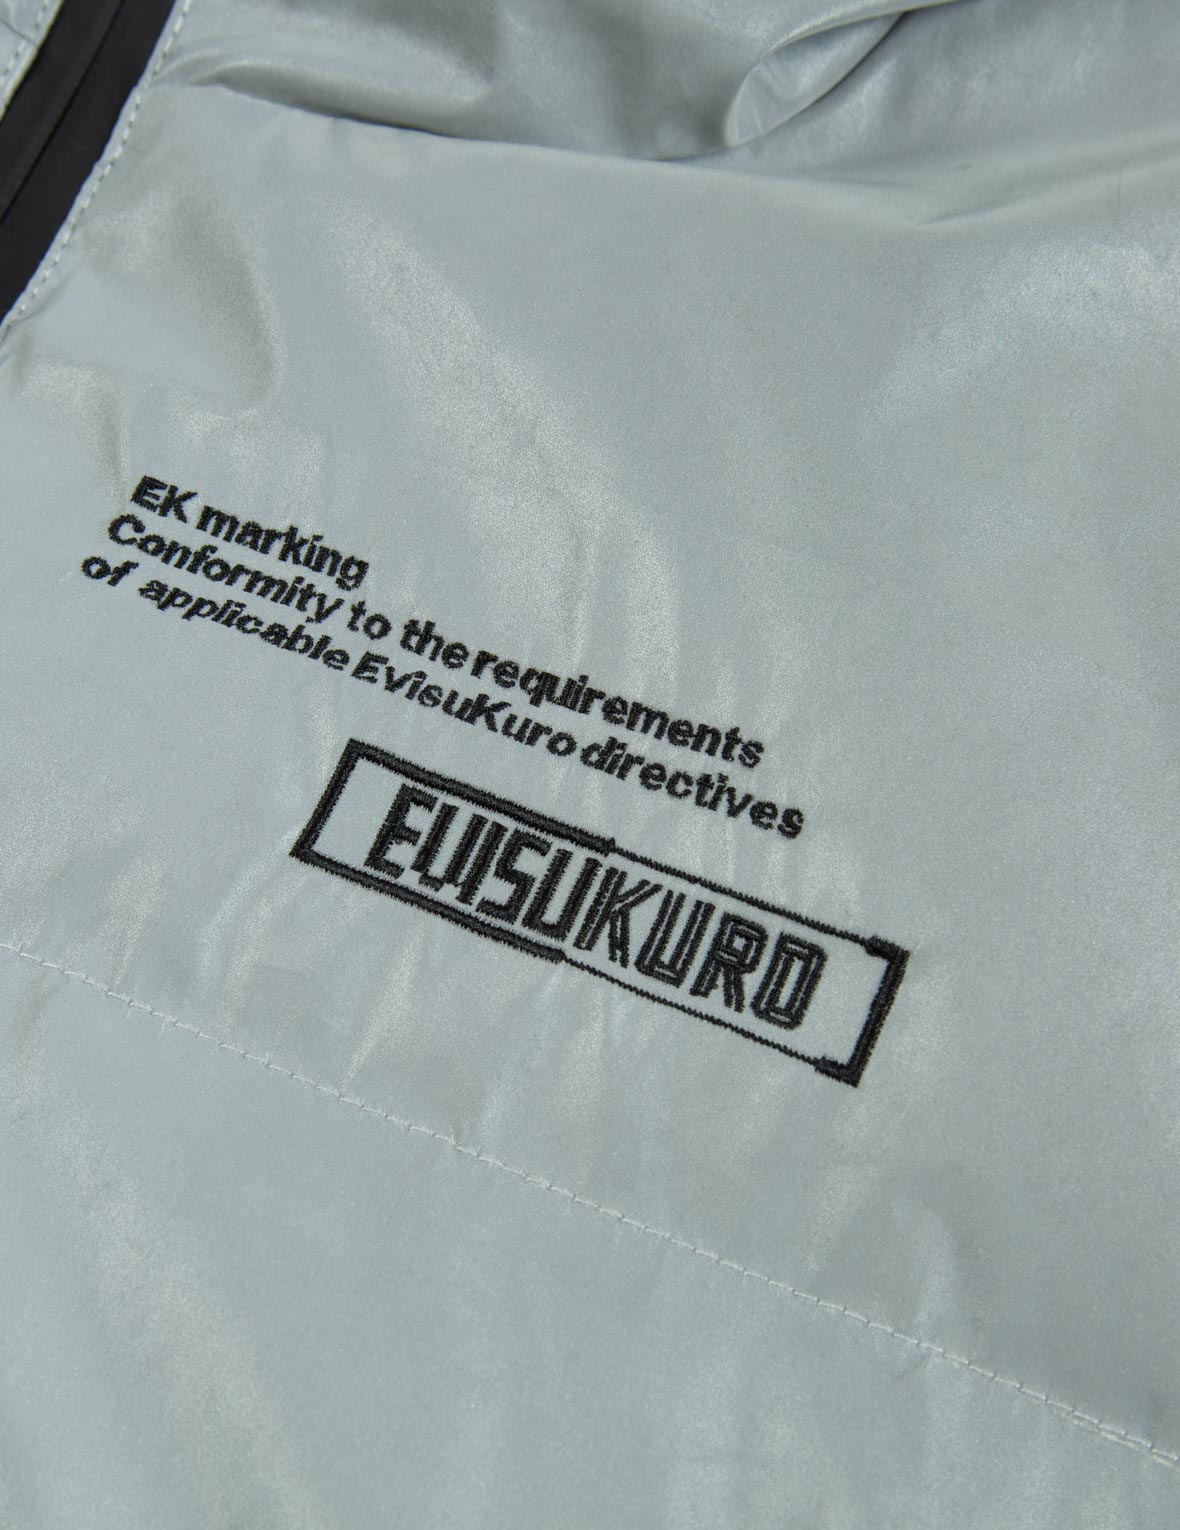 EK marking
Conformity to the requirements
of applicable EvisuKuro directives
EVISUKURO